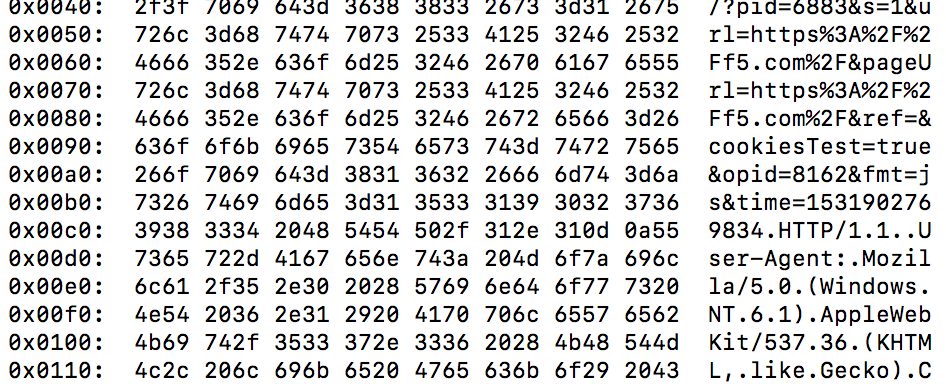 0x0040: 2f3f 7069 643d 3638 3833 2673 3d31 2675 /?pid=6883&s=1&u
0x0050: 726c 3d68 7474 7073 2533 4125 3246 2532 rl=https%3A%2F%2
0x0060: 4666 352e 636f 6d25 3246 2670 6167 6555 Ff5.com%2F&pageU
0x0070: 726c 3d68 7474 7073 2533 4125 3246 2532 rl=https%3A%2F%2
0x0080: 4666 352e 636f 6d25 3246 2672 6566 3d26 Ff5.com%2F&ref=&
0x0090: 636f 6f6b 6965 7354 6573 743d 7472 7565 cookiesTest=true
0x00a0: 266f 7069 643d 3831 3632 2666 6d74 3d6a &opid=8162&fmt=j
0x00b0: 7326 7469 6d65 3d31 3533 3139 3032 3736 s&time=153190276
0x00c0: 3938 3334 2048 5454 502f 312e 310d 0a55 9834.HTTP/1.1..U
0x00d0: 7365 722d 4167 656e 743a 204d 6f7a 696c ser-Agent:.Mozil
0x00e0: 6c61 2f35 2e30 2028 5769 6e64 6f77 7320 la/5.0.(Windows.
0x00f0: 4e54 2036 2e31 2920 4170 706c 6557 6562 NT.6.1).AppleWeb
0x0100: 4b69 742f 3533 372e 3336 2028 4b48 544d Kit/537.36.(KHTM
0x0110: 4c2c 206c 696b 6520 4765 636b 6f29 2043 L,.like.Gecko).C